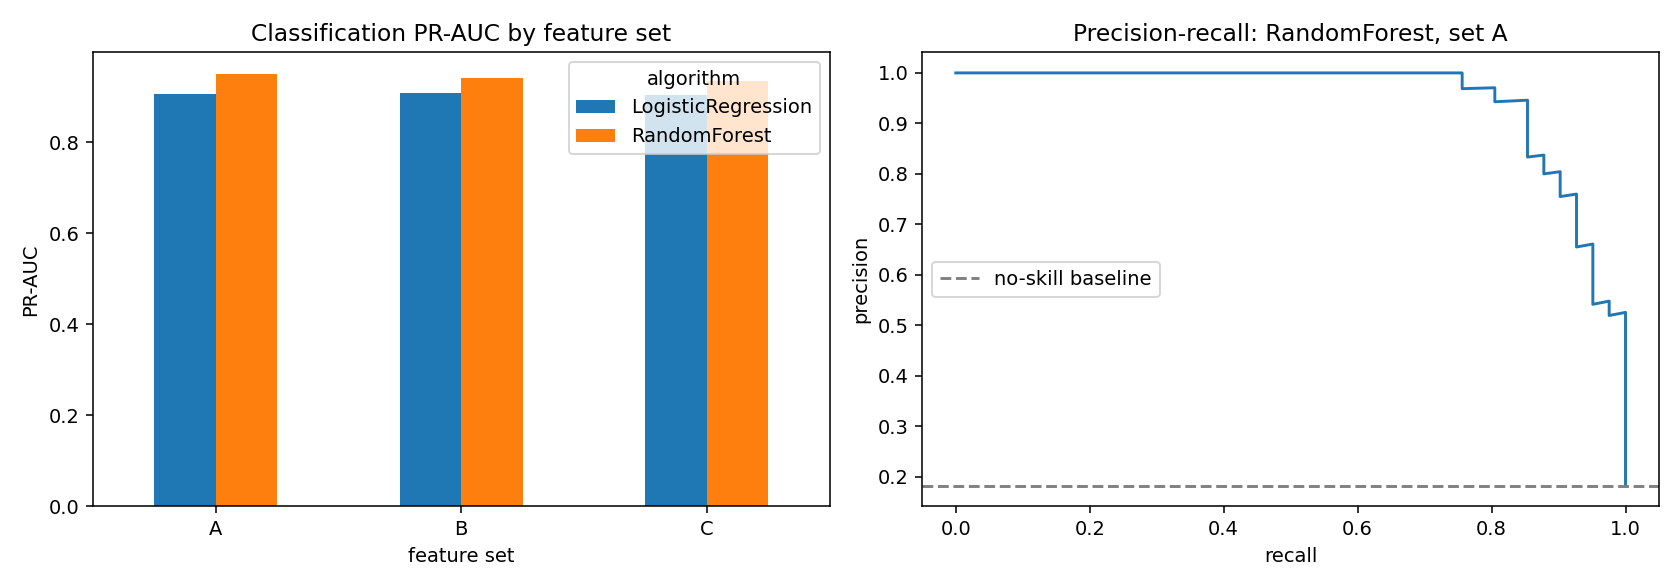 Classification PR-AUC by feature set
PR-AUC
0.8
0.6
0.4
0.2
0.0
algorithm
LogisticRegression
RandomForest
A
B
C
feature set
Precision-recall: RandomForest, set A
precision
1.0
0.9
0.8
0.7
0.6
0.5
0.4
0.3
0.2
no-skill baseline
0.0
0.2
0.4
0.6
0.8
1.0
recall